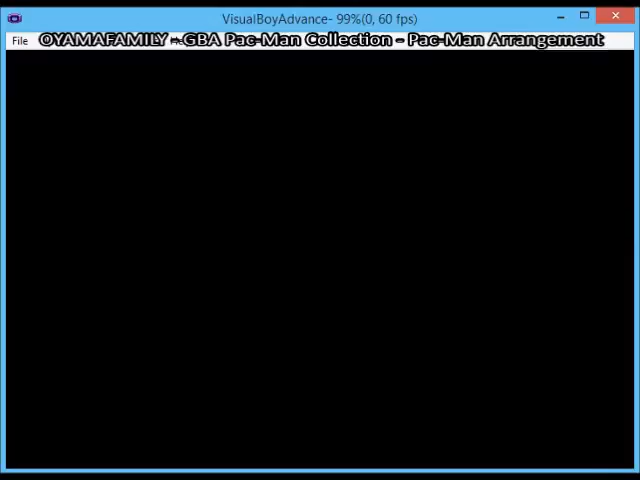 VisualBoyAdvance- 99%(0, 60 fps)
File
OYAMAFAMILY - GBA Pac-Man Collection - Pac-Man Arrangement